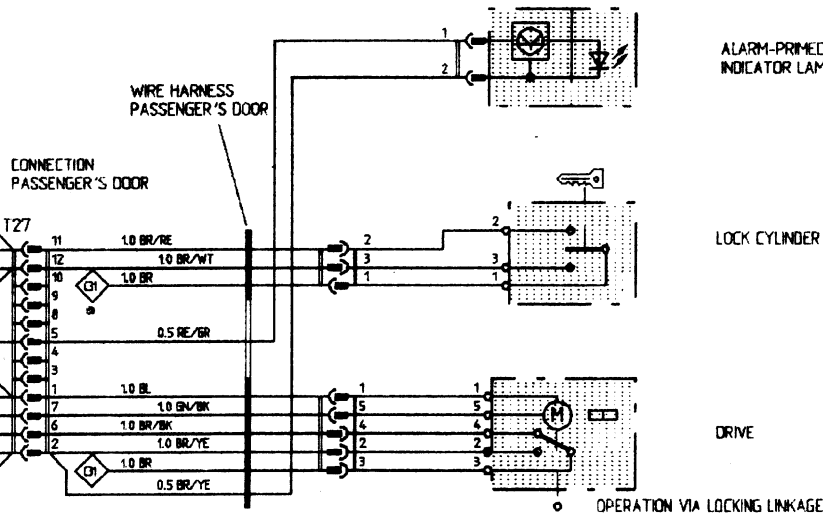 1
2
ALARM-PRIMED
INDICATOR LAM
WIRE HARNESS
PASSENGER'S DOOR
CONNECTION
PASSENGER'S DOOR
T27
11 1.0 BR/RE 2 2
12 1.0 BR/WT 3 3
10 1.0 BR 1 1
LOCK CYLINDER
9
8
5 0.5 RE/GR
4
3
1 1.0 BL 1 1
7 1.0 GN/BK 5 5 M
6 1.0 BR/BK 4 4
2 1.0 BR/YE 2 2
1.0 BR 3 3
DRIVE
0.5 BR/YE
OPERATION VIA LOCKING LINKAGE